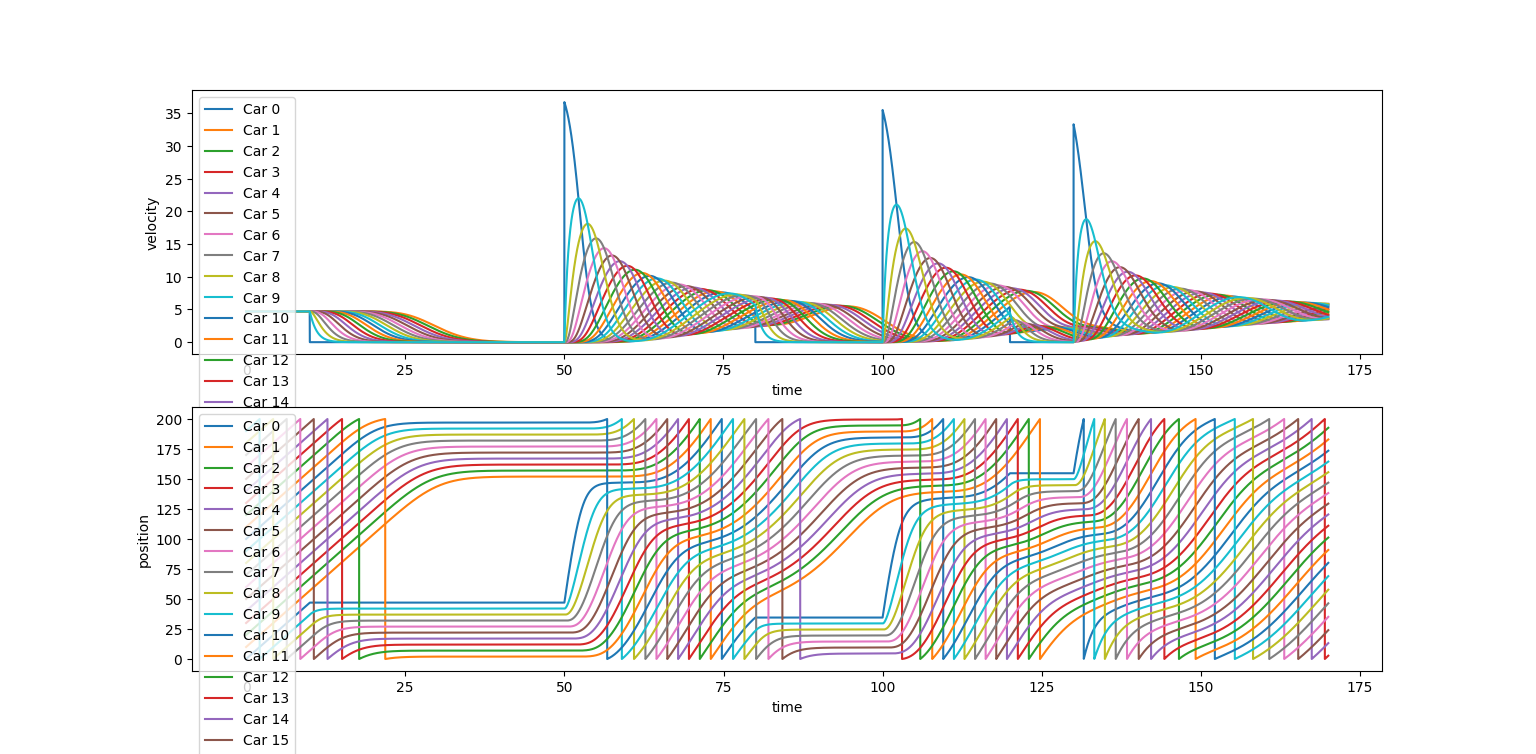 35
30
25
20
15
10
5
0
velocity
Car 0
Car 1
Car 2
Car 3
Car 4
Car 5
Car 6
Car 7
Car 8
Car 9
Car 10
Car 11
Car 12
Car 13
Car 14
0 25 50 75 100 125 150 175
time
200
175
150
125
100
75
50
25
0
position
Car 0
Car 1
Car 2
Car 3
Car 4
Car 5
Car 6
Car 7
Car 8
Car 9
Car 10
Car 11
Car 12
Car 13
Car 14
Car 15
0 25 50 75 100 125 150 175
time